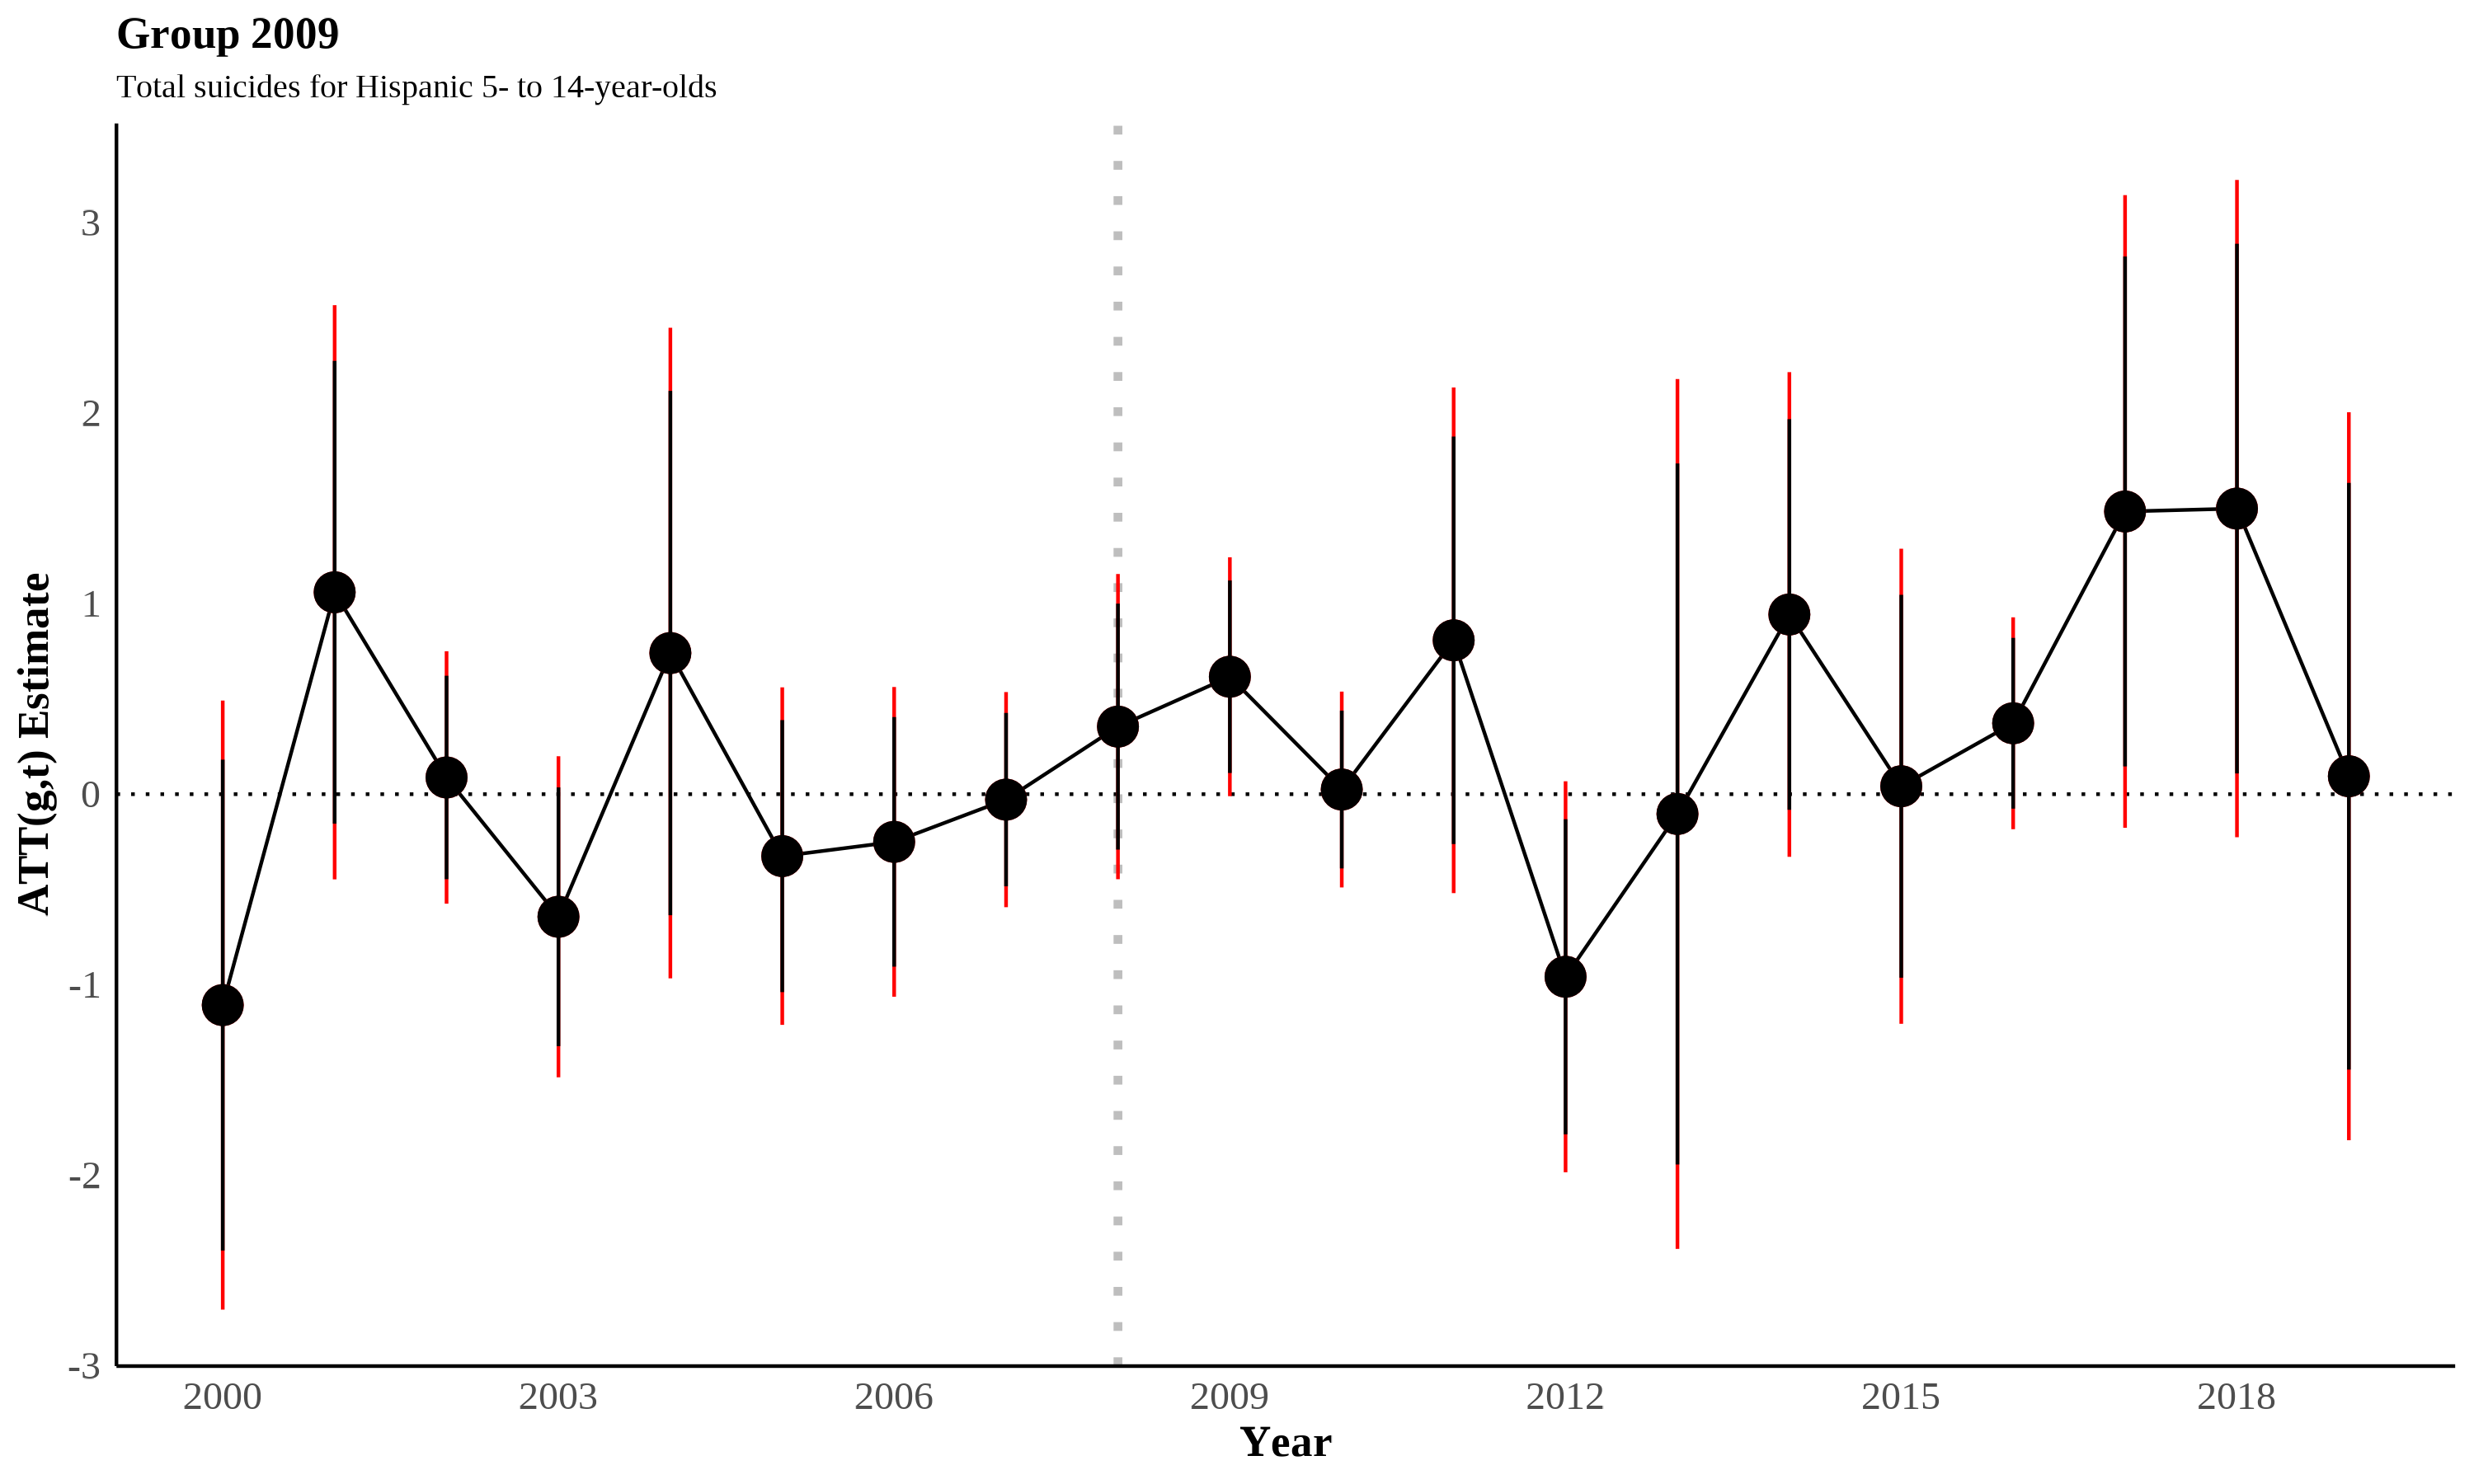 Group 2009
Total suicides for Hispanic 5- to 14-year-olds
ATT(g,t) Estimate
3
2
1
0
-1
-2
-3
2000 2003 2006 2009 2012 2015 2018
Year